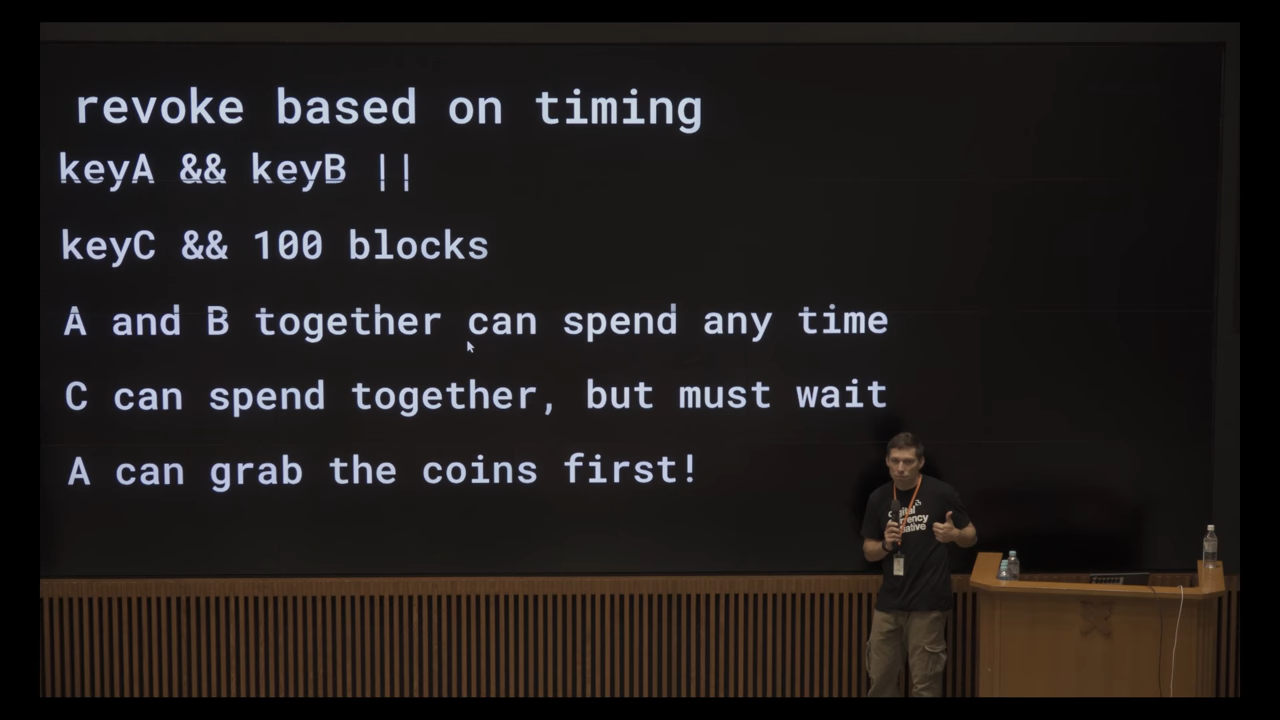 revoke based on timing
keyA && keyB ||
keyC && 100 blocks
A and B together can spend any time
C can spend together, but must wait
A can grab the coins first!